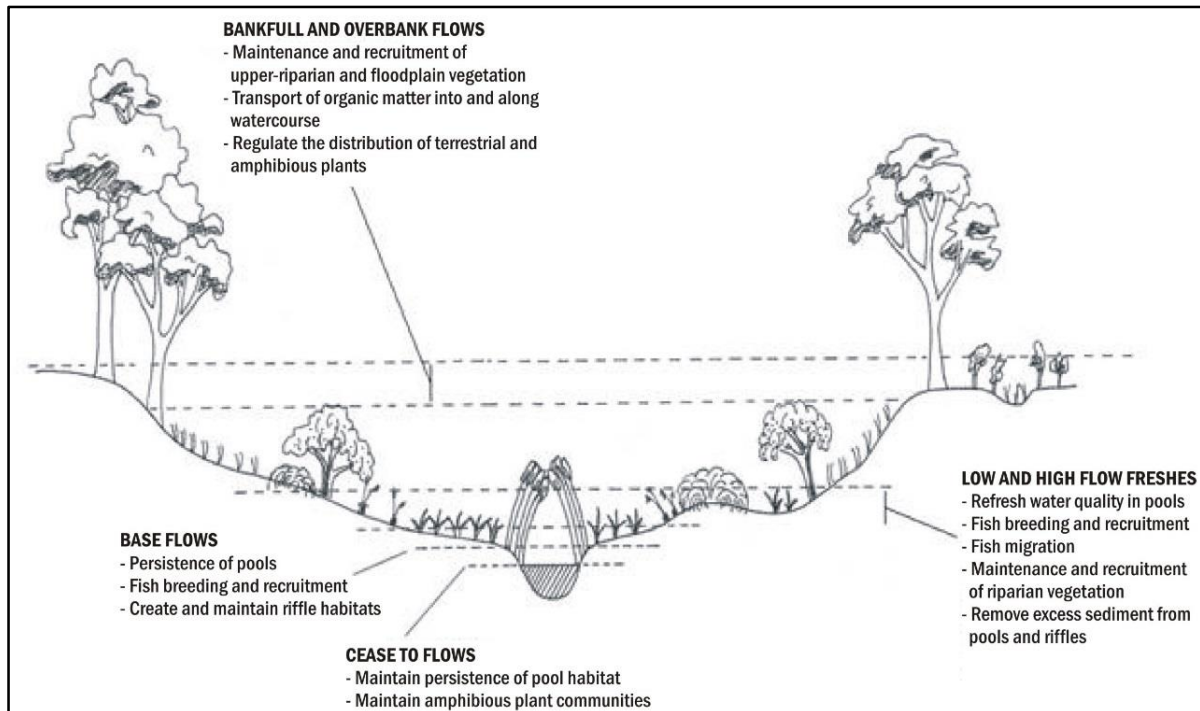 BANKFULL AND OVERBANK FLOWS
- Maintenance and recruitment of
upper-riparian and floodplain vegetation
- Transport of organic matter into and along
watercourse
- Regulate the distribution of terrestrial and
amphibious plants
BASE FLOWS
- Persistence of pools
- Fish breeding and recruitment
- Create and maintain riffle habitats
CEASE TO FLOWS
- Maintain persistence of pool habitat
- Maintain amphibious plant communities
LOW AND HIGH FLOW FRESHES
- Refresh water quality in pools
- Fish breeding and recruitment
- Fish migration
- Maintenance and recruitment
of riparian vegetation
- Remove excess sediment from
pools and riffles